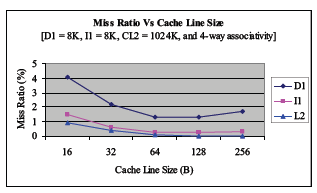 Miss Ratio Vs Cache Line Size
[D1 = 8K, I1 = 8K, CL2 = 1024K, and 4-way associativity]
Miss Ratio (%)
5
4
3
2
1
0
16 32 64 128 256
Cache Line Size (B)
D1
I1
L2